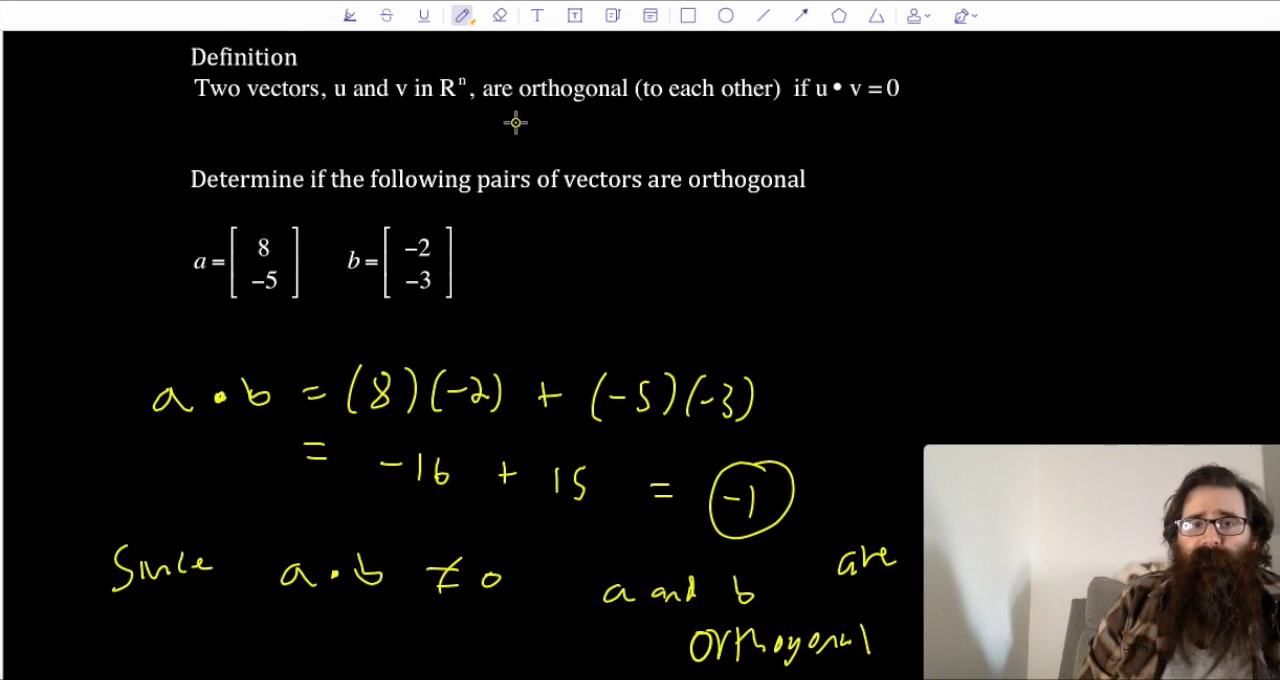 Definition
Two vectors, u and v in Rⁿ, are orthogonal (to each other) if u • v = 0
Determine if the following pairs of vectors are orthogonal
a = [ 8 -5 ] b = [ -2 -3 ]
a • b = (8)(-2) + (-5)(-3)
= -16 + 15 = -1
Since a • b ≠ 0 a and b are
orthogonal